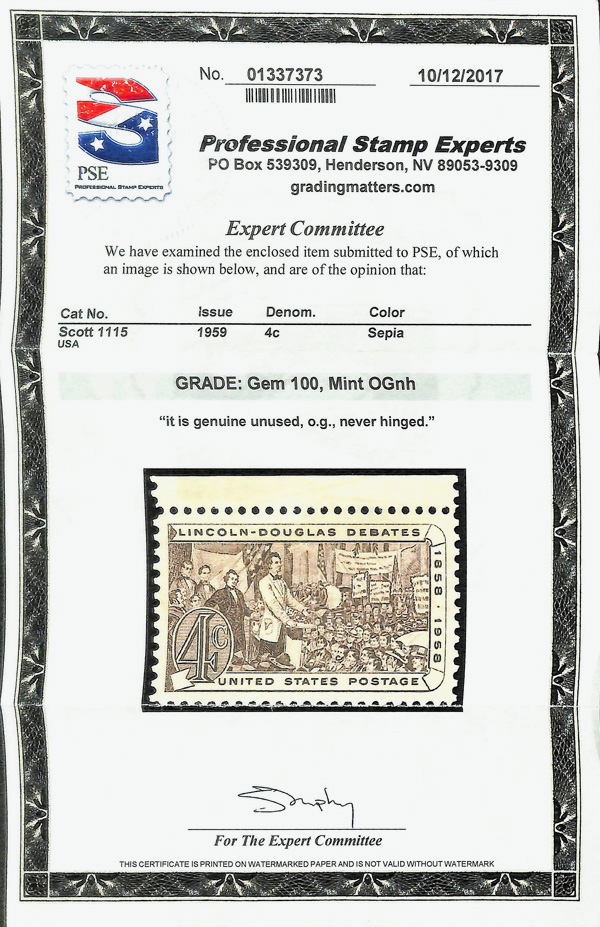 No. 01337373 10/12/2017
PSE
PROFESSIONAL STAMP EXPERTS
Professional Stamp Experts
PO Box 539309, Henderson, NV 89053-9309
gradingmatters.com
Expert Committee
We have examined the enclosed item submitted to PSE, of which
an image is shown below, and are of the opinion that:
Cat No. Issue Denom. Color
Scott 1115 1959 4c Sepia
USA
GRADE: Gem 100, Mint OGnh
“it is genuine unused, o.g., never hinged.”
LINCOLN-DOUGLAS DEBATES
1858·1958
4c
UNITED STATES POSTAGE
For The Expert Committee
THIS CERTIFICATE IS PRINTED ON WATERMARKED PAPER AND IS NOT VALID WITHOUT WATERMARK